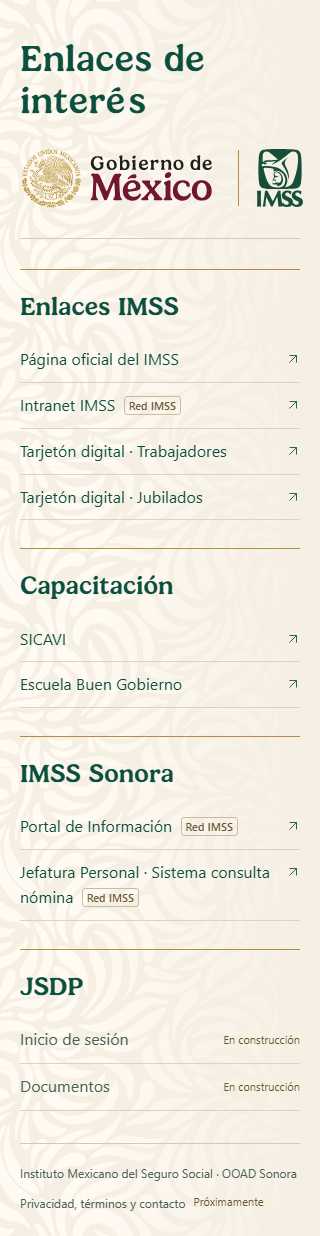 Enlaces de
interés
Gobierno de
México
IMSS
Enlaces IMSS
Página oficial del IMSS
Intranet IMSS Red IMSS
Tarjetón digital · Trabajadores
Tarjetón digital · Jubilados
Capacitación
SICAVI
Escuela Buen Gobierno
IMSS Sonora
Portal de Información Red IMSS
Jefatura Personal · Sistema consulta
nómina Red IMSS
JSDP
Inicio de sesión En construcción
Documentos En construcción
Instituto Mexicano del Seguro Social · OOAD Sonora
Privacidad, términos y contacto Próximamente